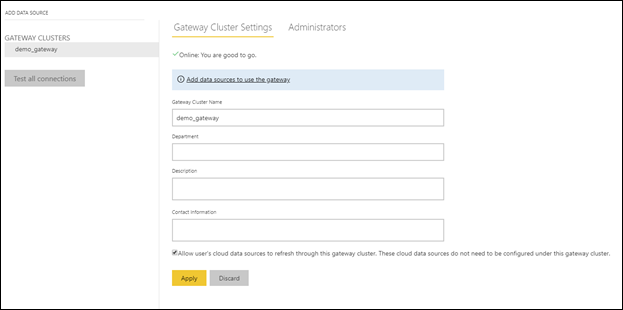 ADD DATA SOURCE
GATEWAY CLUSTERS
demo_gateway
Test all connections
Gateway Cluster Settings
Administrators
Online: You are good to go.
Add data sources to use the gateway
Gateway Cluster Name
demo_gateway
Department
Description
Contact Information
Allow user's cloud data sources to refresh through this gateway cluster. These cloud data sources do not need to be configured under this gateway cluster.
Apply
Discard